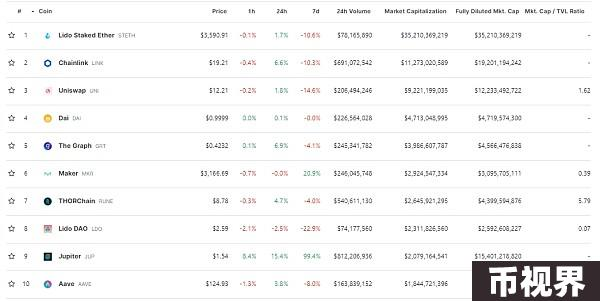 # Coin Price 1h 24h 7d 24h Volume Market Capitalization Fully Diluted Mkt. Cap Mkt. Cap / TVL Ratio
1 Lido Staked Ether STETH $3,590.91 -0.1% 1.7% -10.6% $78,165,890 $35,210,369,219 $35,210,369,219 -
2 Chainlink LINK $19.21 -0.4% 6.6% -10.3% $691,072,542 $11,273,020,589 $19,201,194,242 -
3 Uniswap UNI $12.21 -0.2% 1.8% -14.6% $206,494,246 $9,221,199,035 $12,233,492,722 1.62
4 Dai DAI $0.9999 0.0% 0.1% -0.0% $226,564,028 $4,713,048,995 $4,719,574,300 -
5 The Graph GRT $0.4232 0.1% 6.9% -4.1% $245,341,782 $3,986,607,787 $4,566,476,838 -
6 Maker MKR $3,166.69 -0.7% -0.0% 20.9% $246,045,748 $2,924,547,334 $3,095,705,111 0.39
7 THORChain RUNE $8.78 -0.3% 4.7% -4.0% $540,611,130 $2,645,921,295 $4,399,594,876 5.79
8 Lido DAO LDO $2.59 -2.1% -2.5% -22.9% $74,177,560 $2,311,826,560 $2,592,608,227 0.07
9 Jupiter JUP $1.54 8.4% 15.4% 99.4% $812,206,936 $2,079,164,541 $15,401,218,820 -
10 Aave AAVE $124.93 -1.3% 3.8% -8.0% $163,839,152 $1,844,721,396
币视界